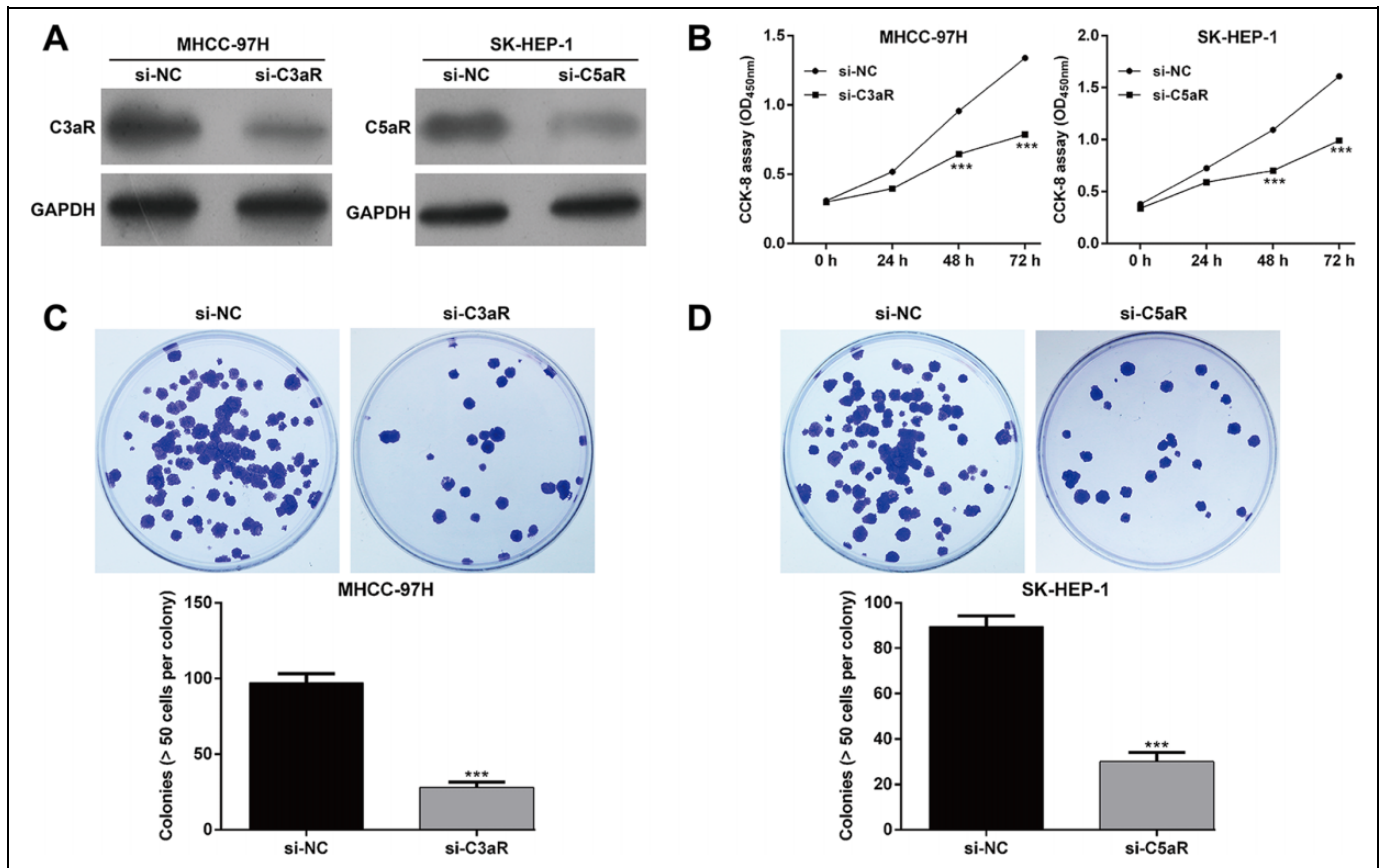 A
MHCC-97H
SK-HEP-1
si-NC si-C3aR
si-NC si-C5aR
C3aR
C5aR
GAPDH
GAPDH
B
MHCC-97H
si-NC
si-C3aR
CCK-8 assay (OD450nm)
1.5
1.0
0.5
0.0
***
***
0 h 24 h 48 h 72 h
SK-HEP-1
si-NC
si-C5aR
CCK-8 assay (OD450nm)
2.0
1.5
1.0
0.5
0.0
***
***
0 h 24 h 48 h 72 h
C
si-NC si-C3aR
MHCC-97H
Colonies (> 50 cells per colony)
150
100
50
0
***
si-NC si-C3aR
D
si-NC si-C5aR
SK-HEP-1
Colonies (> 50 cells per colony)
100
80
60
40
20
0
***
si-NC si-C5aR